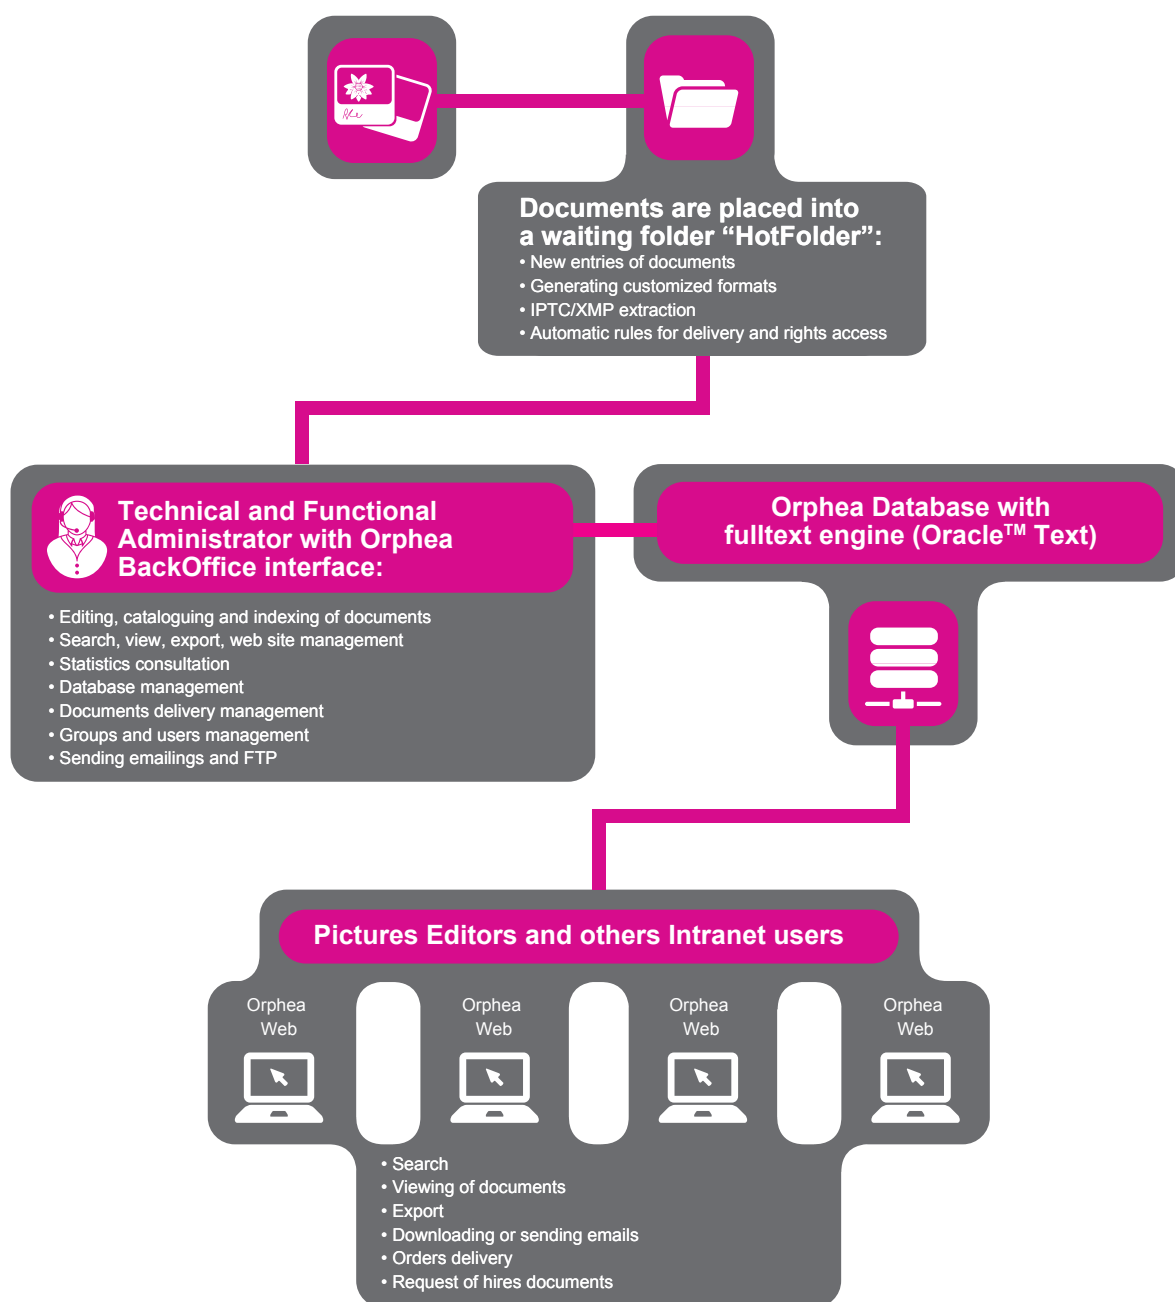 Documents are placed into
a waiting folder “HotFolder”:
• New entries of documents
• Generating customized formats
• IPTC/XMP extraction
• Automatic rules for delivery and rights access
Technical and Functional
Administrator with Orphea
BackOffice interface:
• Editing, cataloguing and indexing of documents
• Search, view, export, web site management
• Statistics consultation
• Database management
• Documents delivery management
• Groups and users management
• Sending emailings and FTP
Orphea Database with
fulltext engine (Oracle™ Text)
Pictures Editors and others Intranet users
Orphea
Web
Orphea
Web
Orphea
Web
Orphea
Web
• Search
• Viewing of documents
• Export
• Downloading or sending emails
• Orders delivery
• Request of hires documents